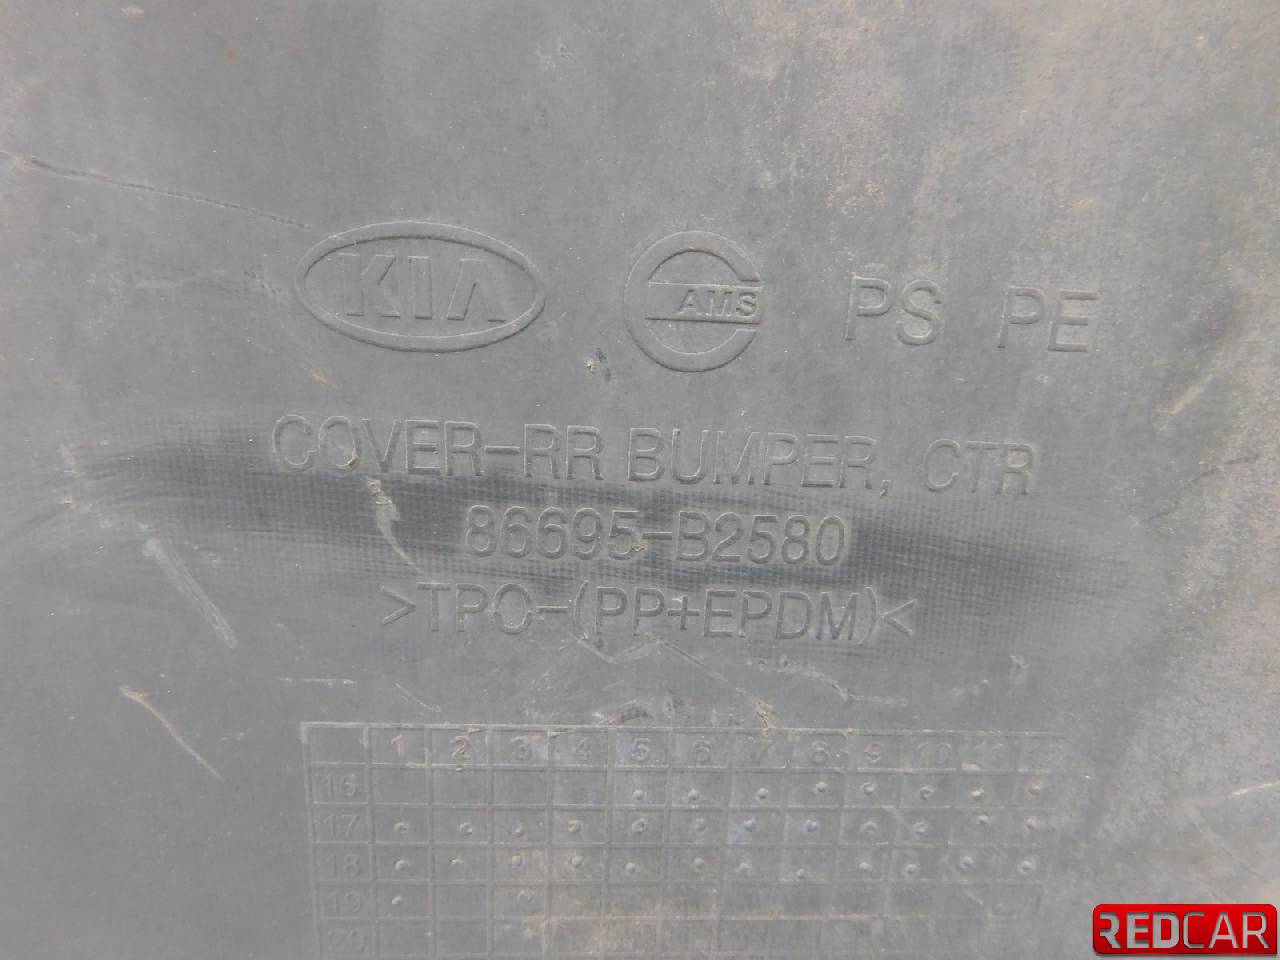 KIA AMS PS PE
COVER-RR BUMPER, CTR
86695-B2580
>TPO-(PP+EPDM)<
1 2 3 4 5 6 7 8 9 10 11 12
16
17
18
19
20
REDCAR